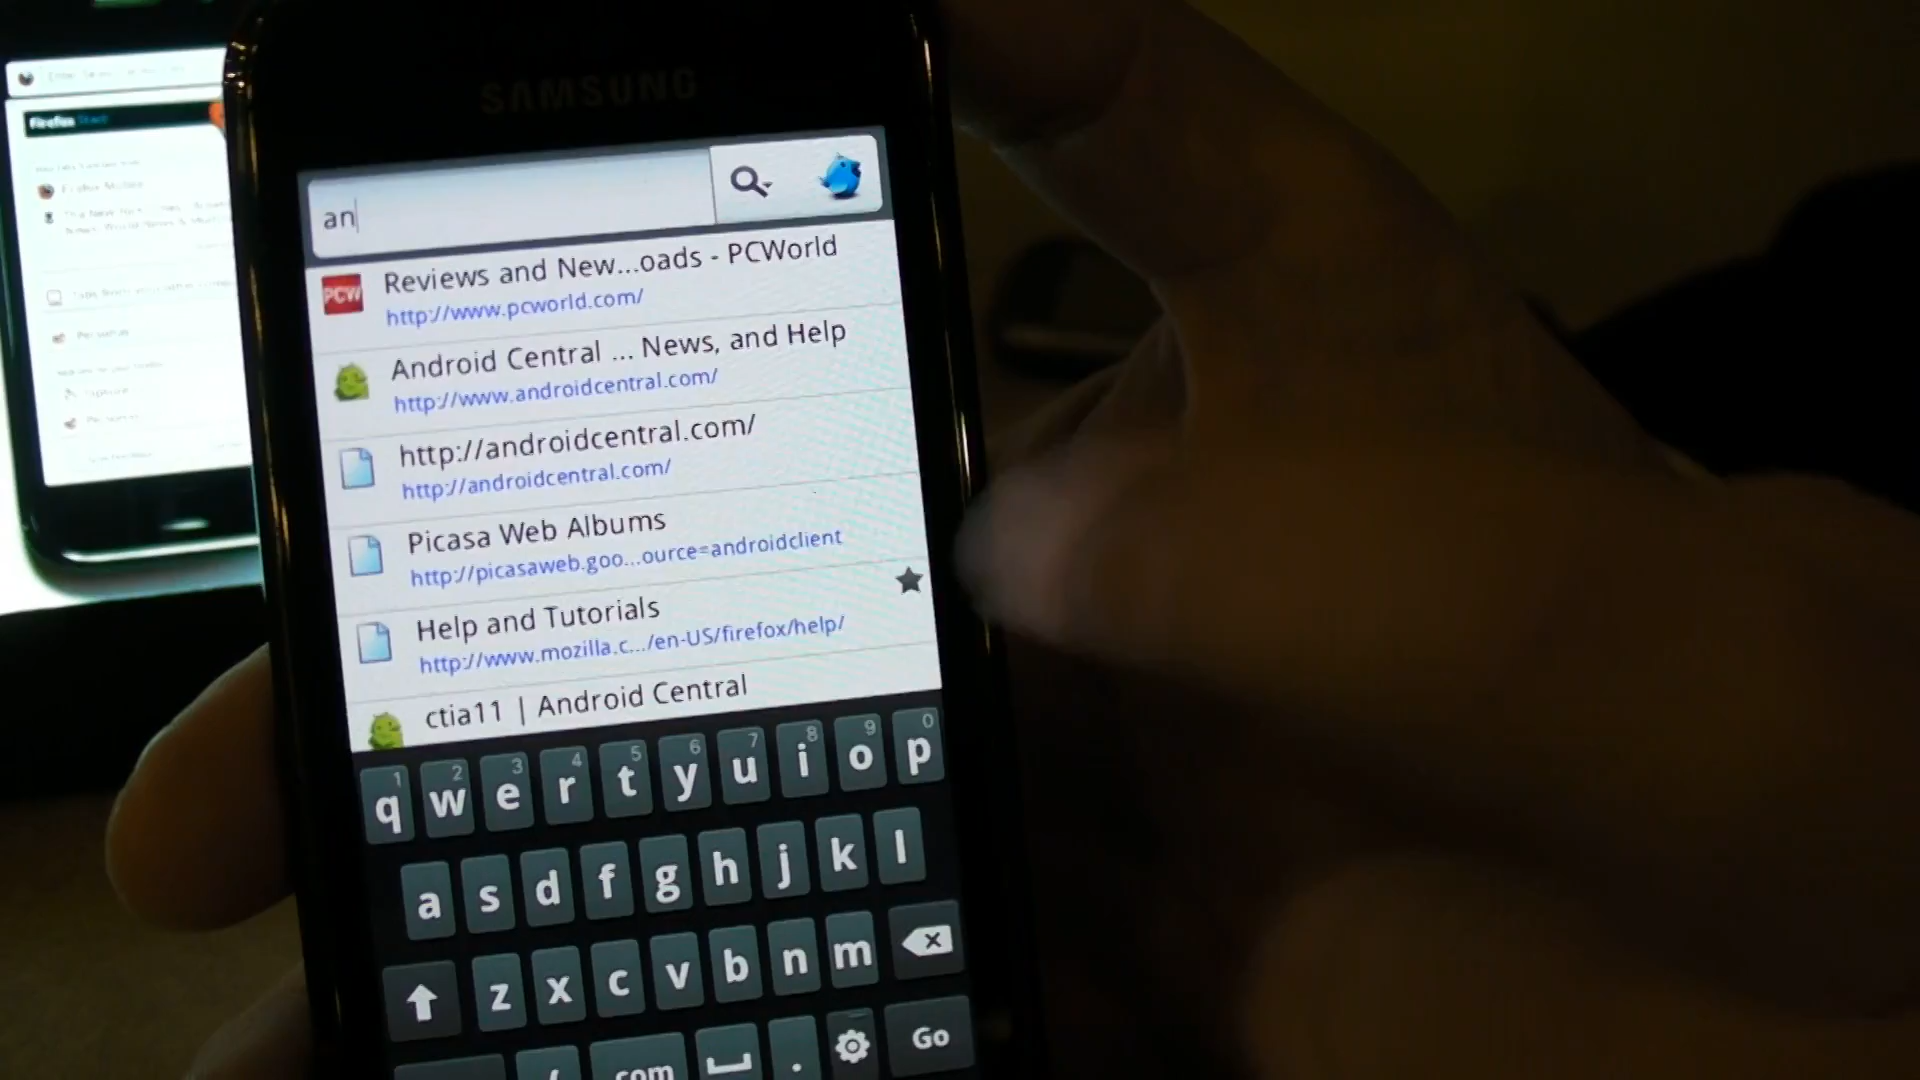 SAMSUNG
Firefox Start
an
PCW
Reviews and New...oads - PCWorld
http://www.pcworld.com/
Android Central ... News, and Help
http://www.androidcentral.com/
http://androidcentral.com/
http://androidcentral.com/
Picasa Web Albums
http://picasaweb.goo...ource=androidclient
Help and Tutorials
http://www.mozilla.c.../en-US/firefox/help/
ctia11 | Android Central
1 2 3 4 5 6 7 8 9 0
q w e r t y u i o p
a s d f g h j k l
z x c v b n m
/ .com . Go